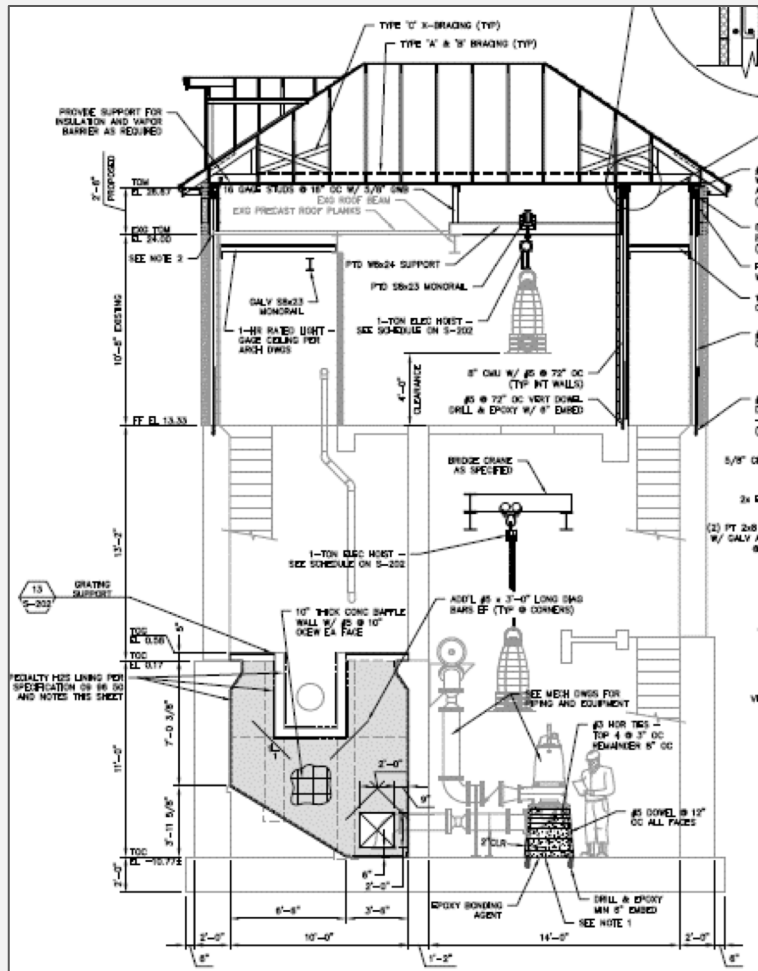 TYPE "C" X-BRACING (TYP)
TYPE "A" & "B" BRACING (TYP)
PROVIDE SUPPORT FOR
INSULATION AND VAPOR
BARRIER AS REQUIRED
2'-8"
PROPOSED
TOM
EL 26.67
16 GAGE STUDS @ 16" OC W/ 5/8" GWB
EXG ROOF BEAM
EXG PRECAST ROOF PLANKS
EXG TOM
EL 24.00
SEE NOTE 2
PTD W8x24 SUPPORT
GALV S8x23
MONORAIL
PTD S8x23 MONORAIL
10'-8" EXISTING
1-HR RATED LIGHT
GAGE CEILING PER
ARCH DWGS
1-TON ELEC HOIST
SEE SCHEDULE ON S-202
4'-0"
CLEARANCE
8" CMU W/ #5 @ 72" OC
(TYP INT WALLS)
#5 @ 72" OC VERT DOWEL
DRILL & EPOXY W/ 6" EMBED
FF EL 13.33
5/8" C
2x
(2) PT 2x8
W/ GALV A
@
BRIDGE CRANE
AS SPECIFIED
13'-2"
1-TON ELEC HOIST
SEE SCHEDULE ON S-202
13
S-202
GRATING
SUPPORT
10" THICK CONC BAFFLE
WALL W/ #5 @ 10"
OCEW EA FACE
ADD'L #5 x 3'-0" LONG DIAG
BARS EF (TYP @ CORNERS)
TOC
EL 0.58
5"
TOC
EL 0.17
PECIALTY H2S LINING PER
SPECIFICATION 09 96 50
AND NOTES THIS SHEET
SEE MECH DWGS FOR
PIPING AND EQUIPMENT
#3 HOR TIES -
TOP 4 @ 3" OC
REMAINDER 8" OC
7'-0 3/8"
11'-0"
2'-0"
9"
3'-11 5/8"
#5 DOWEL @ 12"
OC ALL FACES
2" CLR
TOC
EL -10.77±
2'-0"
6"
2'-0"
EPOXY BONDING
AGENT
DRILL & EPOXY
MIN 6" EMBED
SEE NOTE 1
6'-6"
3'-6"
2'-0"
10'-0"
14'-0"
2'-0"
6"
1'-2"
6"